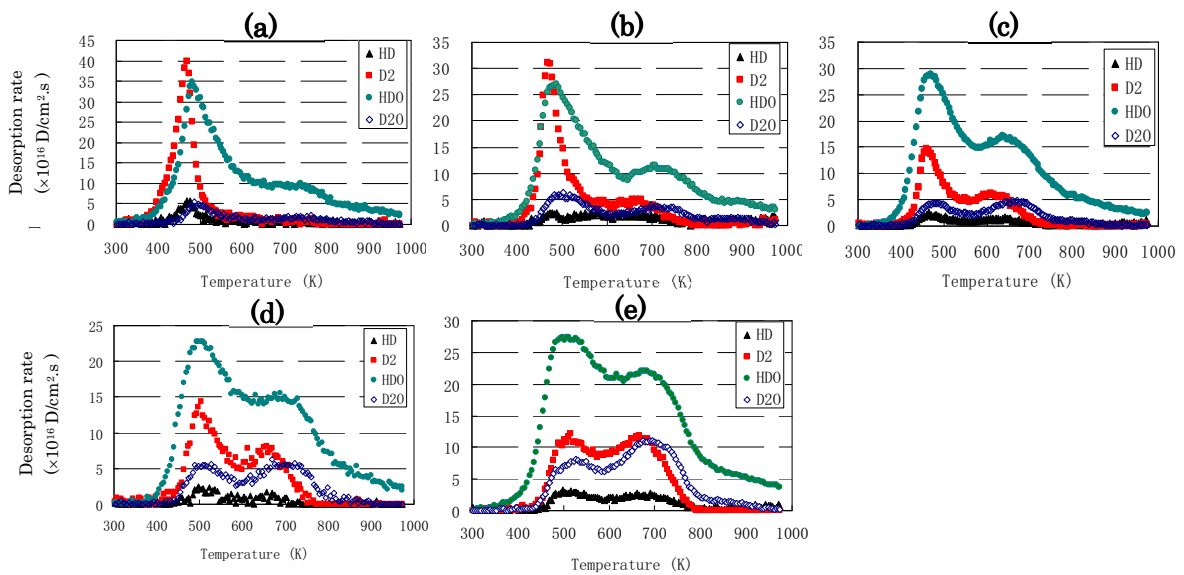 (a)
Desorption rate
(×10¹⁶ D/cm².s)
45
40
35
30
25
20
15
10
5
0
HD
D2
HDO
D2O
300 400 500 600 700 800 900 1000
Temperature (K)
(b)
35
30
25
20
15
10
5
0
HD
D2
HDO
D2O
300 400 500 600 700 800 900 1000
Temperature (K)
(c)
35
30
25
20
15
10
5
0
HD
D2
HDO
D2O
300 400 500 600 700 800 900 1000
Temperature (K)
(d)
Desorption rate
(×10¹⁶ D/cm².s)
25
20
15
10
5
0
HD
D2
HDO
D2O
300 400 500 600 700 800 900 1000
Temperature (K)
(e)
30
25
20
15
10
5
0
HD
D2
HDO
D2O
300 400 500 600 700 800 900 1000
Temperature (K)